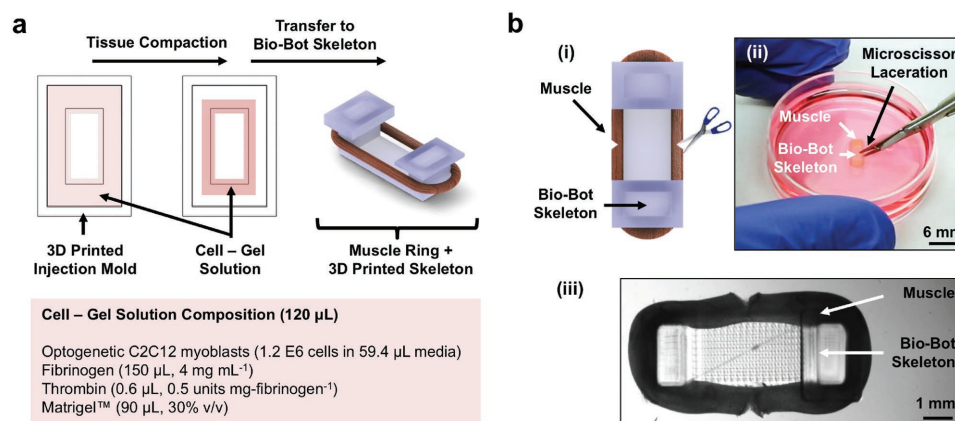 a
Tissue Compaction
Transfer to
Bio-Bot Skeleton
3D Printed
Injection Mold
Cell – Gel
Solution
Muscle Ring +
3D Printed Skeleton
Cell – Gel Solution Composition (120 µL)
Optogenetic C2C12 myoblasts (1.2 E6 cells in 59.4 µL media)
Fibrinogen (150 µL, 4 mg mL⁻¹)
Thrombin (0.6 µL, 0.5 units mg-fibrinogen⁻¹)
Matrigel™ (90 µL, 30% v/v)
b
(i)
Muscle
Bio-Bot
Skeleton
(ii)
Microscissor
Laceration
Muscle
Bio-Bot
Skeleton
6 mm
(iii)
Muscle
Bio-Bot
Skeleton
1 mm